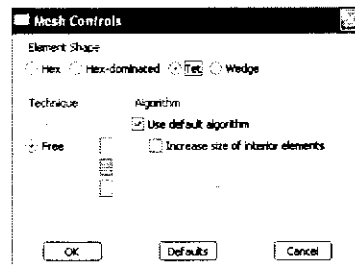 Mesh Controls
Element Shape
Hex Hex-dominated Tet Wedge
Technique Algorithm
Use default algorithm
Free Increase size of interior elements
OK Defaults Cancel